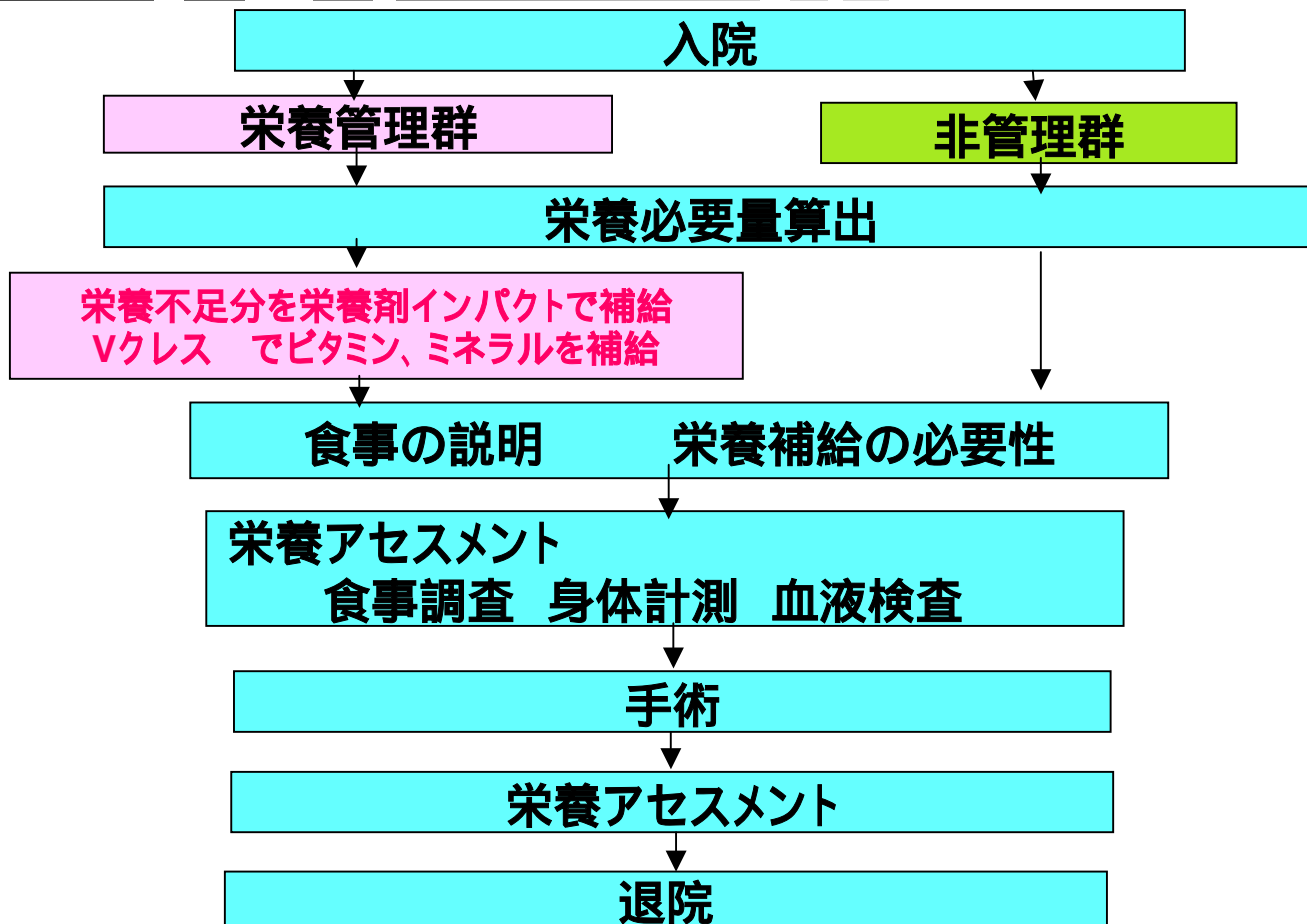 入院
栄養管理群
非管理群
栄養必要量算出
栄養不足分を栄養剤インパクトで補給
Vクレス　でビタミン、ミネラルを補給
食事の説明　　　栄養補給の必要性
栄養アセスメント
食事調査　身体計測　血液検査
手術
栄養アセスメント
退院